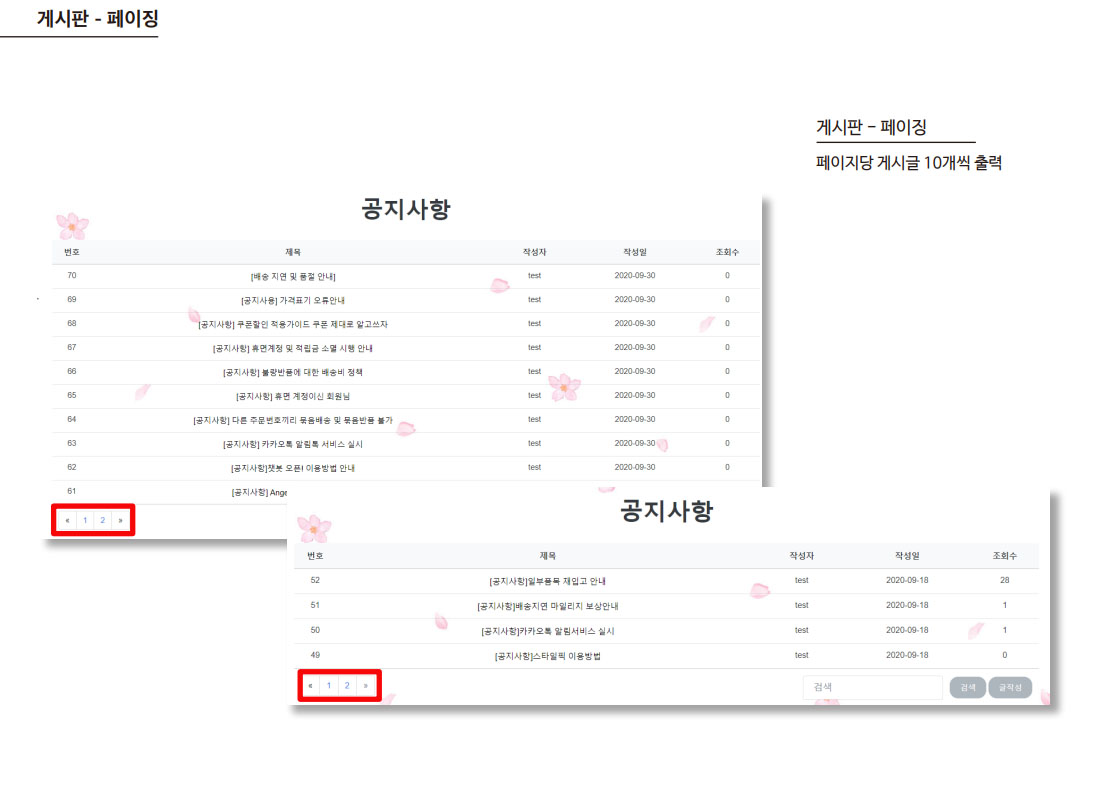 게시판 - 페이징
게시판 - 페이징
페이지당 게시글 10개씩 출력
공지사항
번호 제목 작성자 작성일 조회수
70 [배송 지연 및 품절 안내] test 2020-09-30 0
69 [공지사용] 가격표기 오류안내 test 2020-09-30 0
68 [공지사항] 쿠폰할인 적용가이드 쿠폰 제대로 알고쓰자 test 2020-09-30 0
67 [공지사항] 휴면계정 및 적립금 소멸 시행 안내 test 2020-09-30 0
66 [공지사항] 불량반품에 대한 배송비 정책 test 2020-09-30 0
65 [공지사항] 휴면 계정이신 회원님 test 2020-09-30 0
64 [공지사항] 다른 주문번호끼리 묶음배송 및 묶음반품 불가 test 2020-09-30 0
63 [공지사항] 카카오톡 알림톡 서비스 실시 test 2020-09-30 0
62 [공지사항]챗봇 오픈! 이용방법 안내 test 2020-09-30 0
61 [공지사항] Ange
« 1 2 »
공지사항
번호 제목 작성자 작성일 조회수
52 [공지사항]일부품목 재입고 안내 test 2020-09-18 28
51 [공지사항]배송지연 마일리지 보상안내 test 2020-09-18 1
50 [공지사항]카카오톡 알림서비스 실시 test 2020-09-18 1
49 [공지사항]스타일픽 이용방법 test 2020-09-18 0
« 1 2 » 검색 검색 글작성